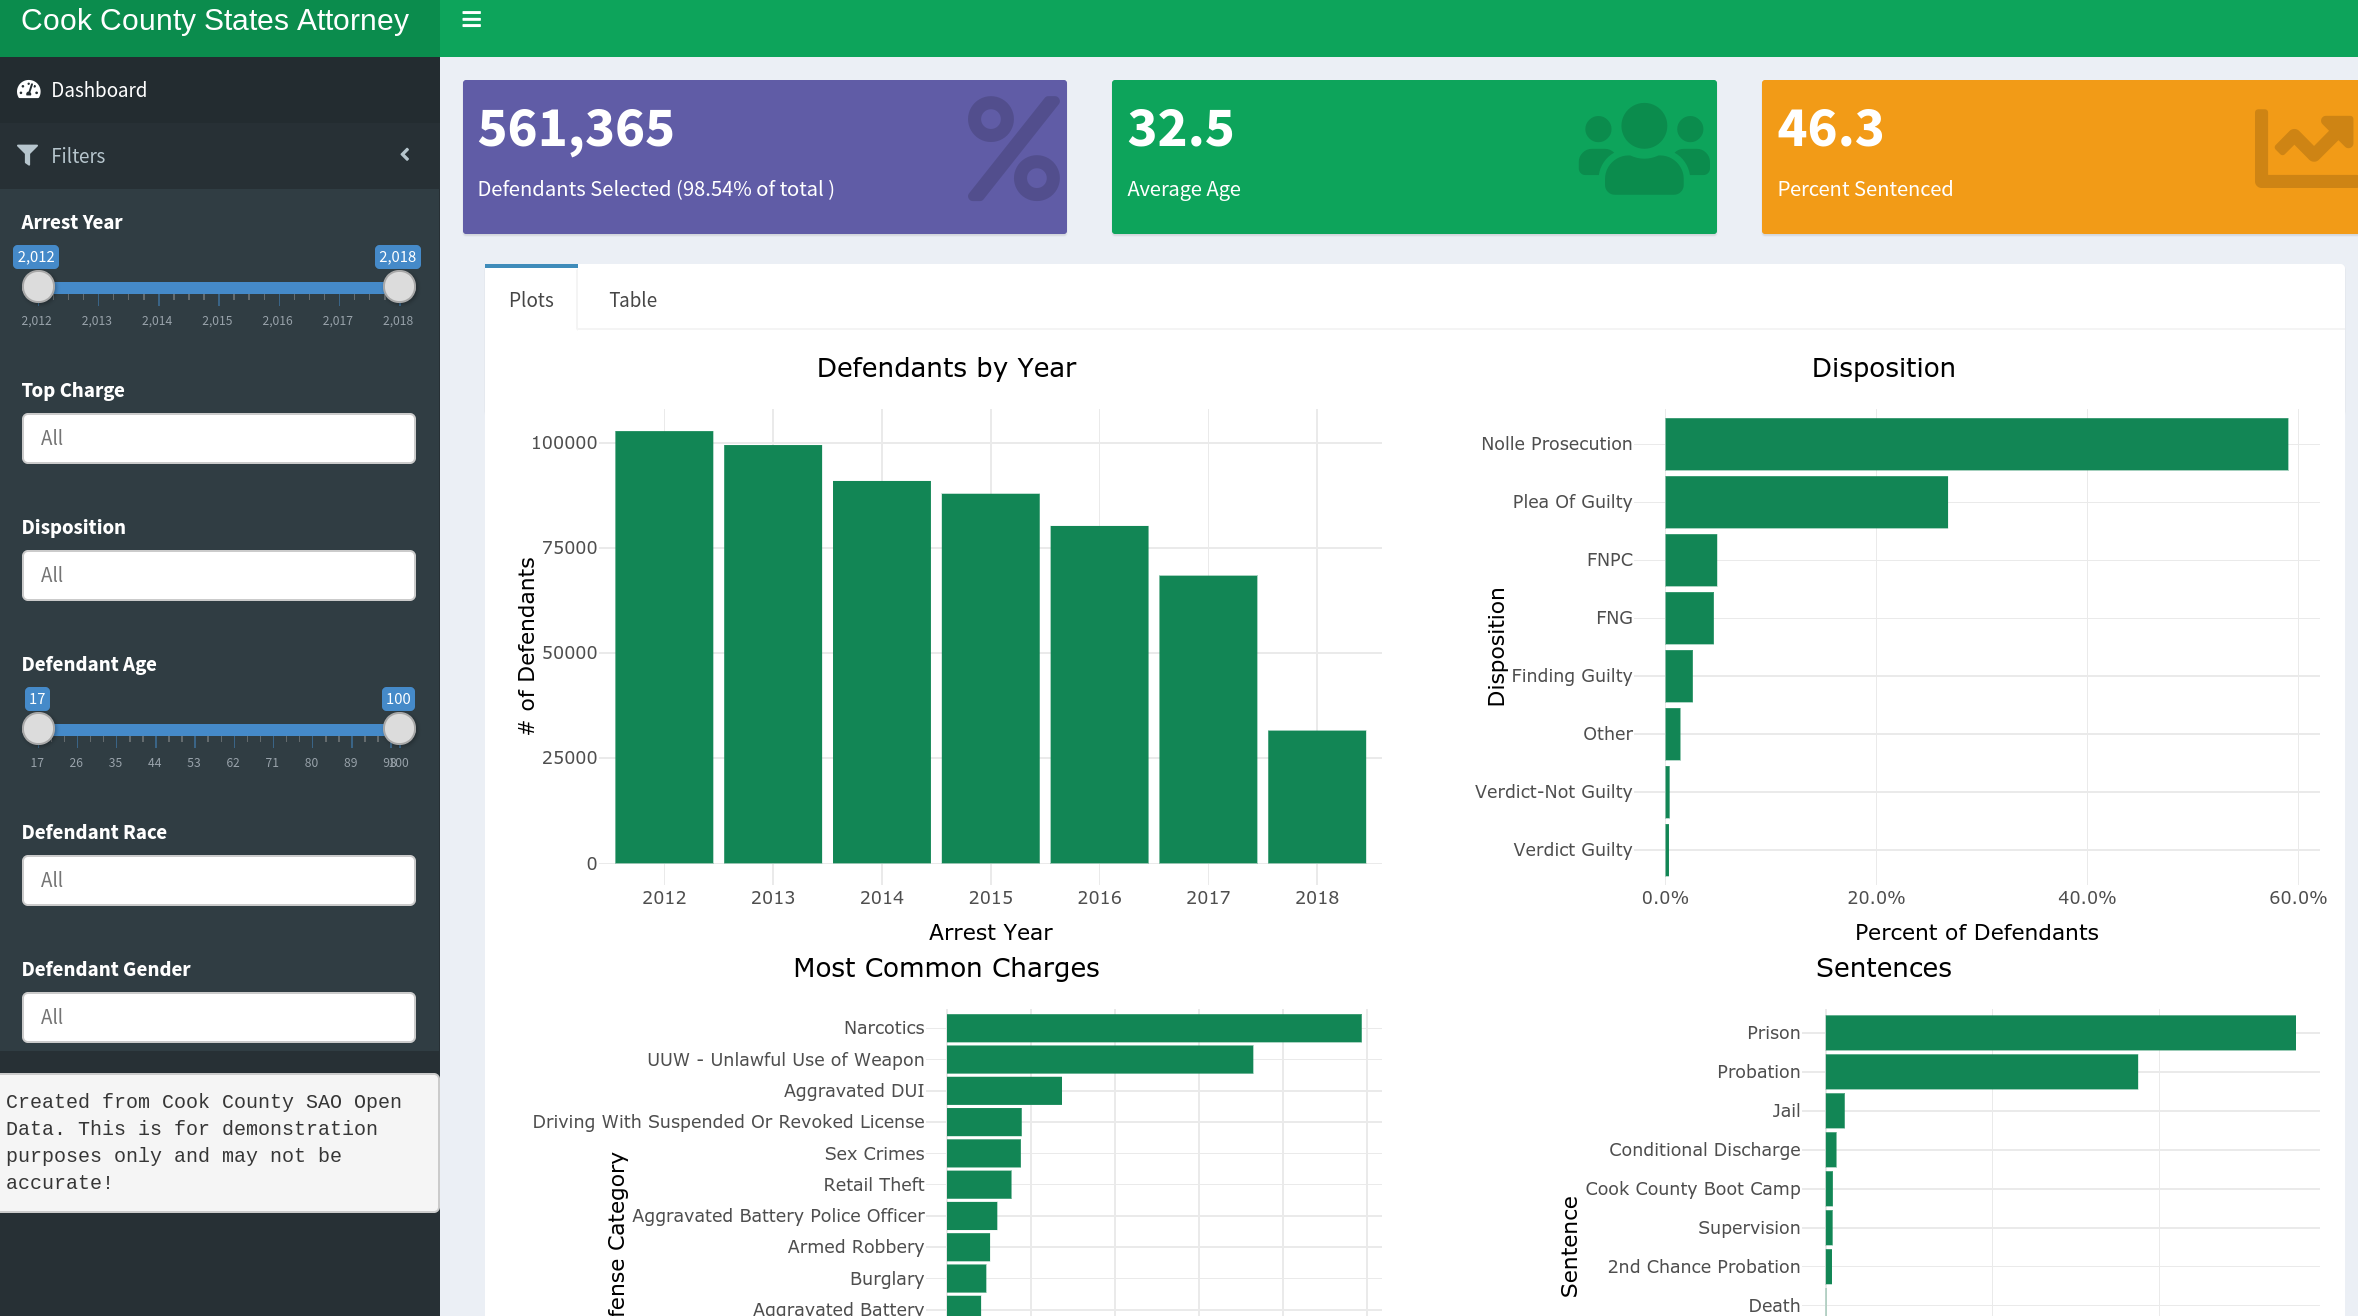 Cook County States Attorney
Dashboard
Filters
Arrest Year
2,012 2,018
2,012 2,013 2,014 2,015 2,016 2,017 2,018
Top Charge
All
Disposition
All
Defendant Age
17 100
17 26 35 44 53 62 71 80 89 98 100
Defendant Race
All
Defendant Gender
All
Created from Cook County SAO Open
Data. This is for demonstration
purposes only and may not be
accurate!
561,365
Defendants Selected (98.54% of total )
32.5
Average Age
46.3
Percent Sentenced
Plots Table
Defendants by Year
# of Defendants
100000
75000
50000
25000
0
2012 2013 2014 2015 2016 2017 2018
Arrest Year
Disposition
Disposition
Nolle Prosecution
Plea Of Guilty
FNPC
FNG
Finding Guilty
Other
Verdict-Not Guilty
Verdict Guilty
0.0% 20.0% 40.0% 60.0%
Percent of Defendants
Most Common Charges
fense Category
Narcotics
UUW - Unlawful Use of Weapon
Aggravated DUI
Driving With Suspended Or Revoked License
Sex Crimes
Retail Theft
Aggravated Battery Police Officer
Armed Robbery
Burglary
Aggravated Battery
Sentences
Sentence
Prison
Probation
Jail
Conditional Discharge
Cook County Boot Camp
Supervision
2nd Chance Probation
Death